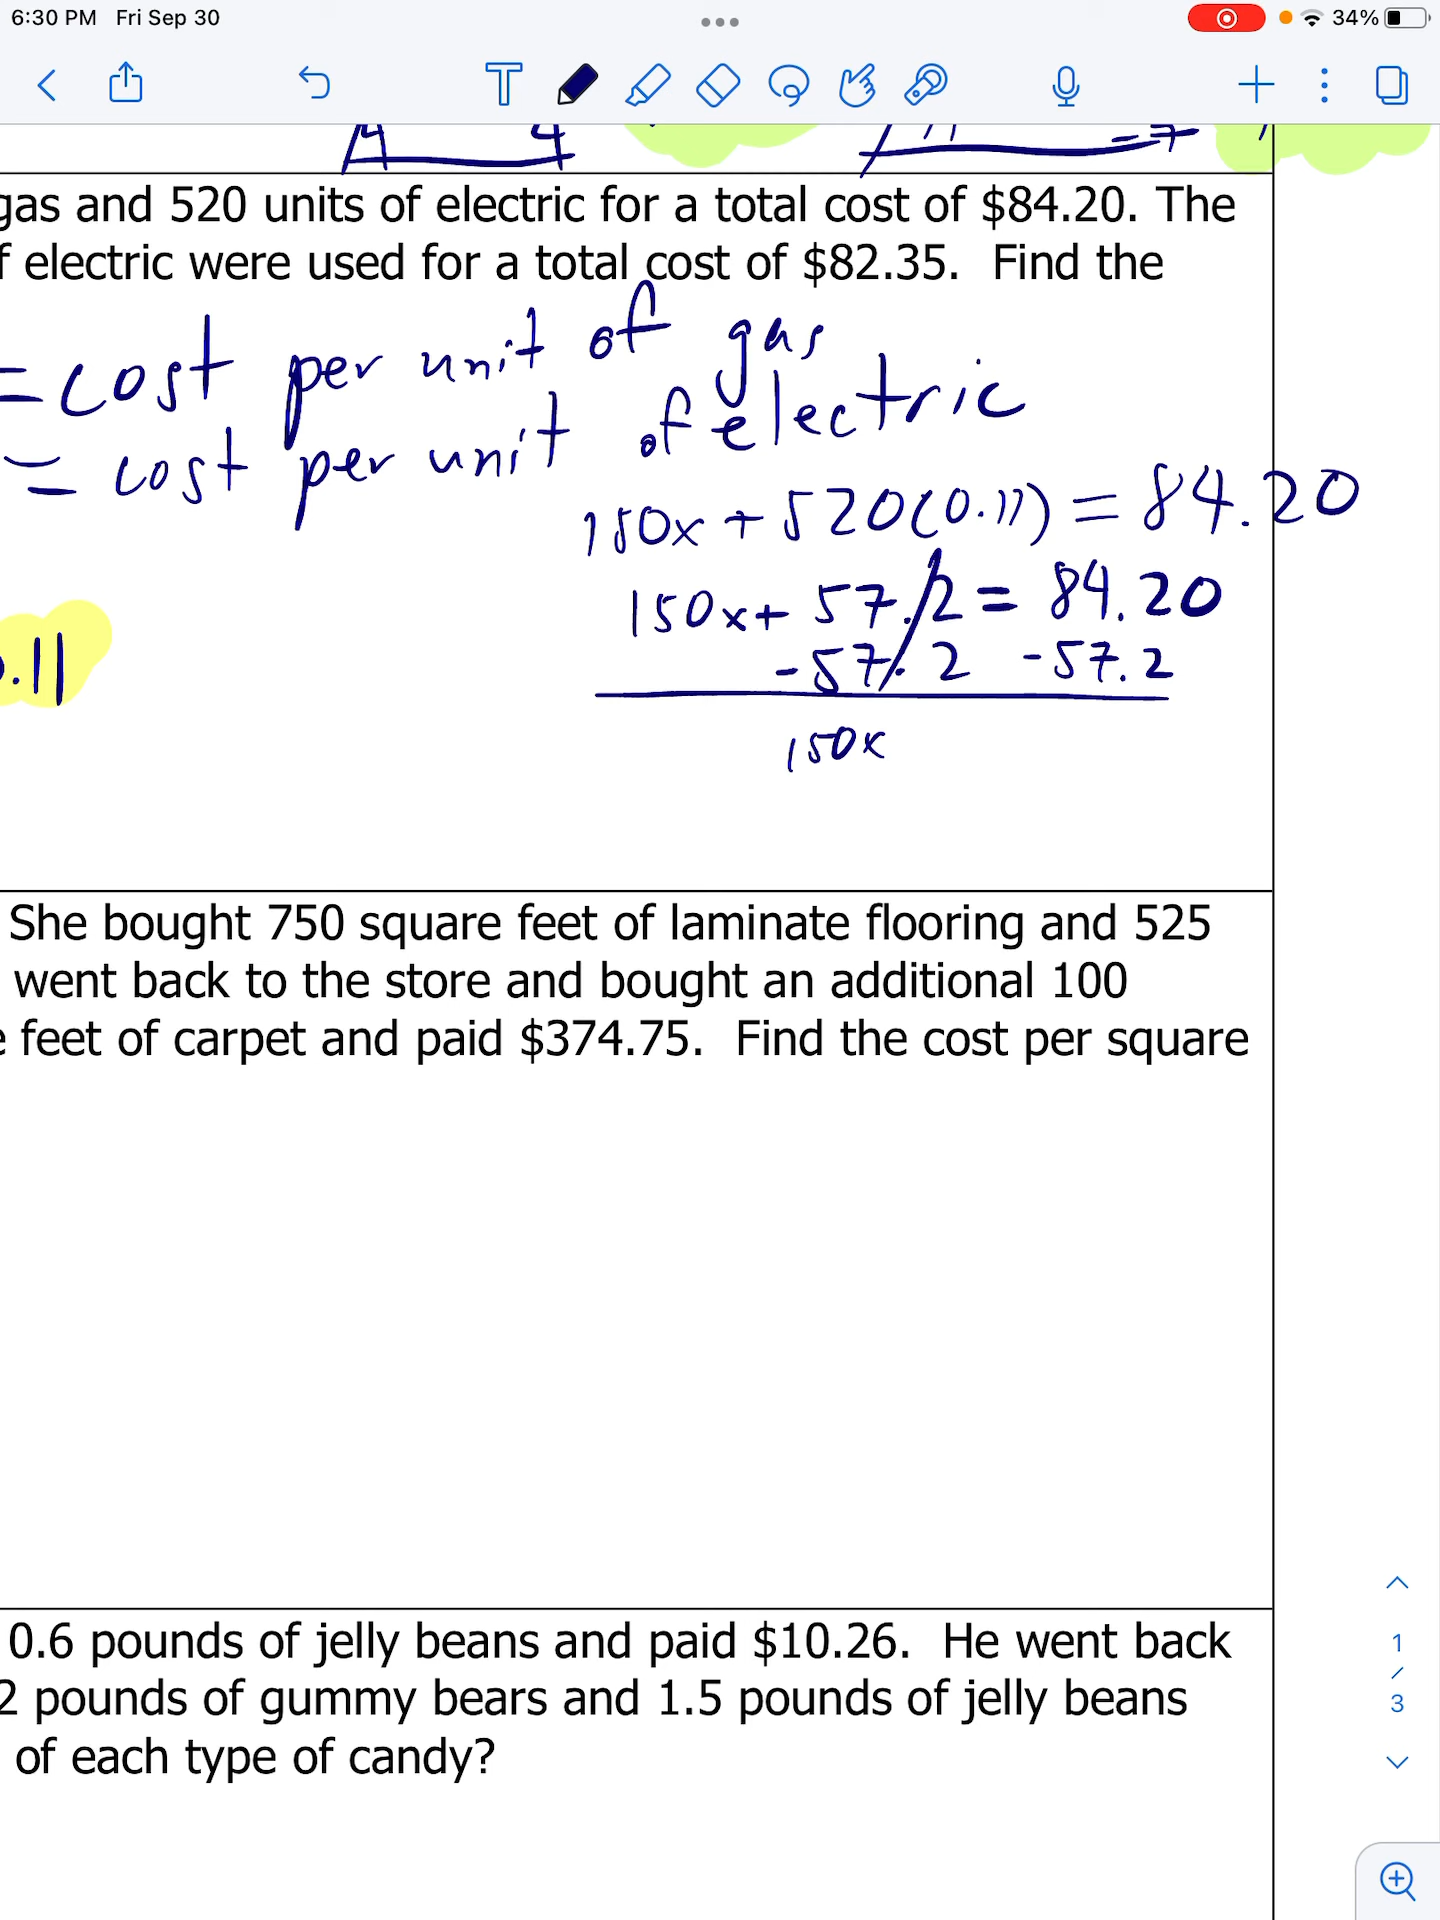 6:30 PM Fri Sep 30
34%
gas and 520 units of electric for a total cost of $84.20. The
f electric were used for a total cost of $82.35. Find the
= cost per unit of gas
= cost per unit of electric
150x + 520(0.11) = 84.20
150x + 57.2 = 84.20
-57.2 -57.2
150x
.11
She bought 750 square feet of laminate flooring and 525
went back to the store and bought an additional 100
e feet of carpet and paid $374.75. Find the cost per square
0.6 pounds of jelly beans and paid $10.26. He went back
2 pounds of gummy bears and 1.5 pounds of jelly beans
of each type of candy?
1
/
3